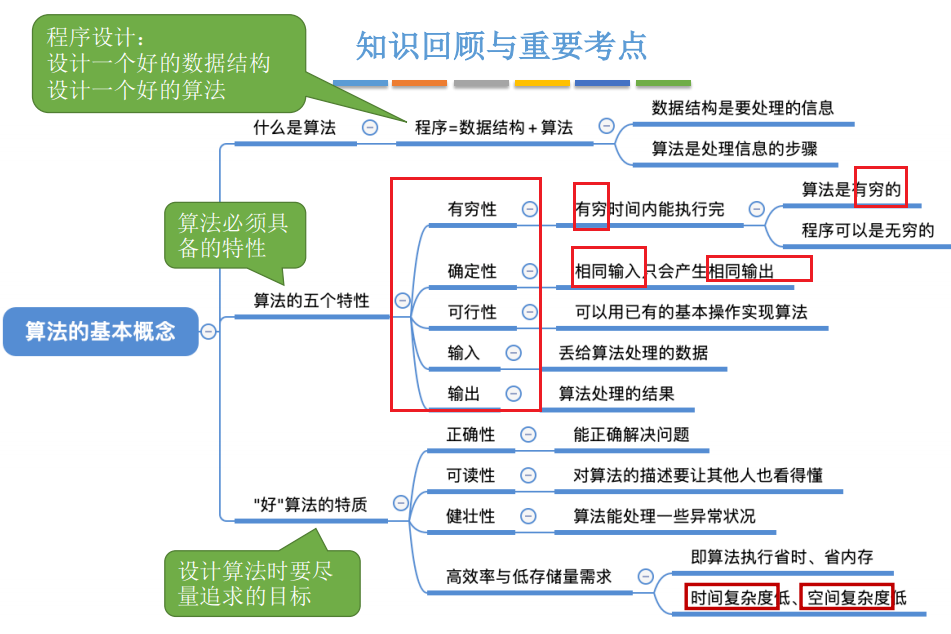 程序设计：
设计一个好的数据结构
设计一个好的算法
知识回顾与重要考点
什么是算法
程序=数据结构+算法
数据结构是要处理的信息
算法是处理信息的步骤
算法必须具
备的特性
算法的基本概念
算法的五个特性
有穷性
有穷时间内能执行完
算法是有穷的
程序可以是无穷的
确定性
相同输入只会产生相同输出
可行性
可以用已有的基本操作实现算法
输入
丢给算法处理的数据
输出
算法处理的结果
"好"算法的特质
正确性
能正确解决问题
可读性
对算法的描述要让其他人也看得懂
健壮性
算法能处理一些异常状况
高效率与低存储量需求
即算法执行省时、省内存
时间复杂度低、空间复杂度低
设计算法时要尽
量追求的目标